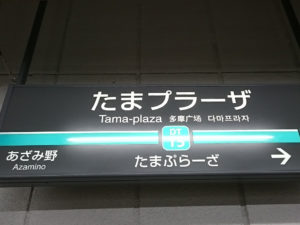 たまプラーザ
Tama-plaza 多摩广场 다마프라자
DT
15
あざみ野
Azamino
たまぷらーざ